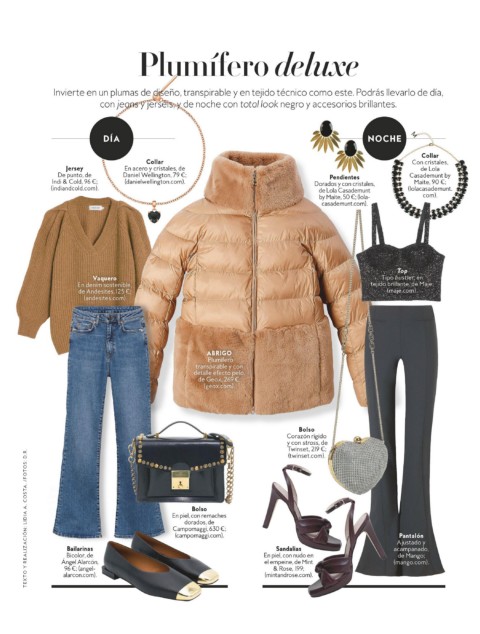 Plumífero deluxe
Invierte en un plumas de diseño, transpirable y en tejido técnico como este. Podrás llevarlo de día,
con jeans y jerséis, y de noche con total look negro y accesorios brillantes.
DÍA
Jersey
De punto, de
Indi & Cold, 96 €;
(indiandcold.com).
Collar
En acero y cristales, de
Daniel Wellington, 79 €;
(danielwellington.com).
Vaquero
En denim sostenible,
de Andesites, 125 €;
(andesites.com).
ABRIGO
Plumífero
transpirable y con
detalle efecto pelo,
de Geox, 269 €
(geox.com).
Bolso
En piel, con remaches
dorados, de
Campomaggi, 630 €;
(campomaggi.com).
Bailarinas
Bicolor, de
Angel Alarcón,
96 €; (angel-
alarcon.com).
NOCHE
Pendientes
Dorados y con cristales,
de Lola Casademunt
by Maite, 50 €; (lola-
casademunt.com).
Collar
Con cristales,
de Lola
Casademunt by
Maite, 90 €;
(lolacasademunt.
com).
Top
Tipo bustier, en
tejido brillante, de Maje;
(maje.com).
Bolso
Corazón rígido
y con strass, de
Twinset, 219 €;
(twinset.com).
Sandalias
En piel, con nudo en
el empeine, de Mint
& Rose, 199;
(mintandrose.com).
Pantalón
Ajustado y
acampanado,
de Mango;
(mango.com).
TEXTO Y REALIZACIÓN: LIDIA A. COSTA. FOTOS: D.R.